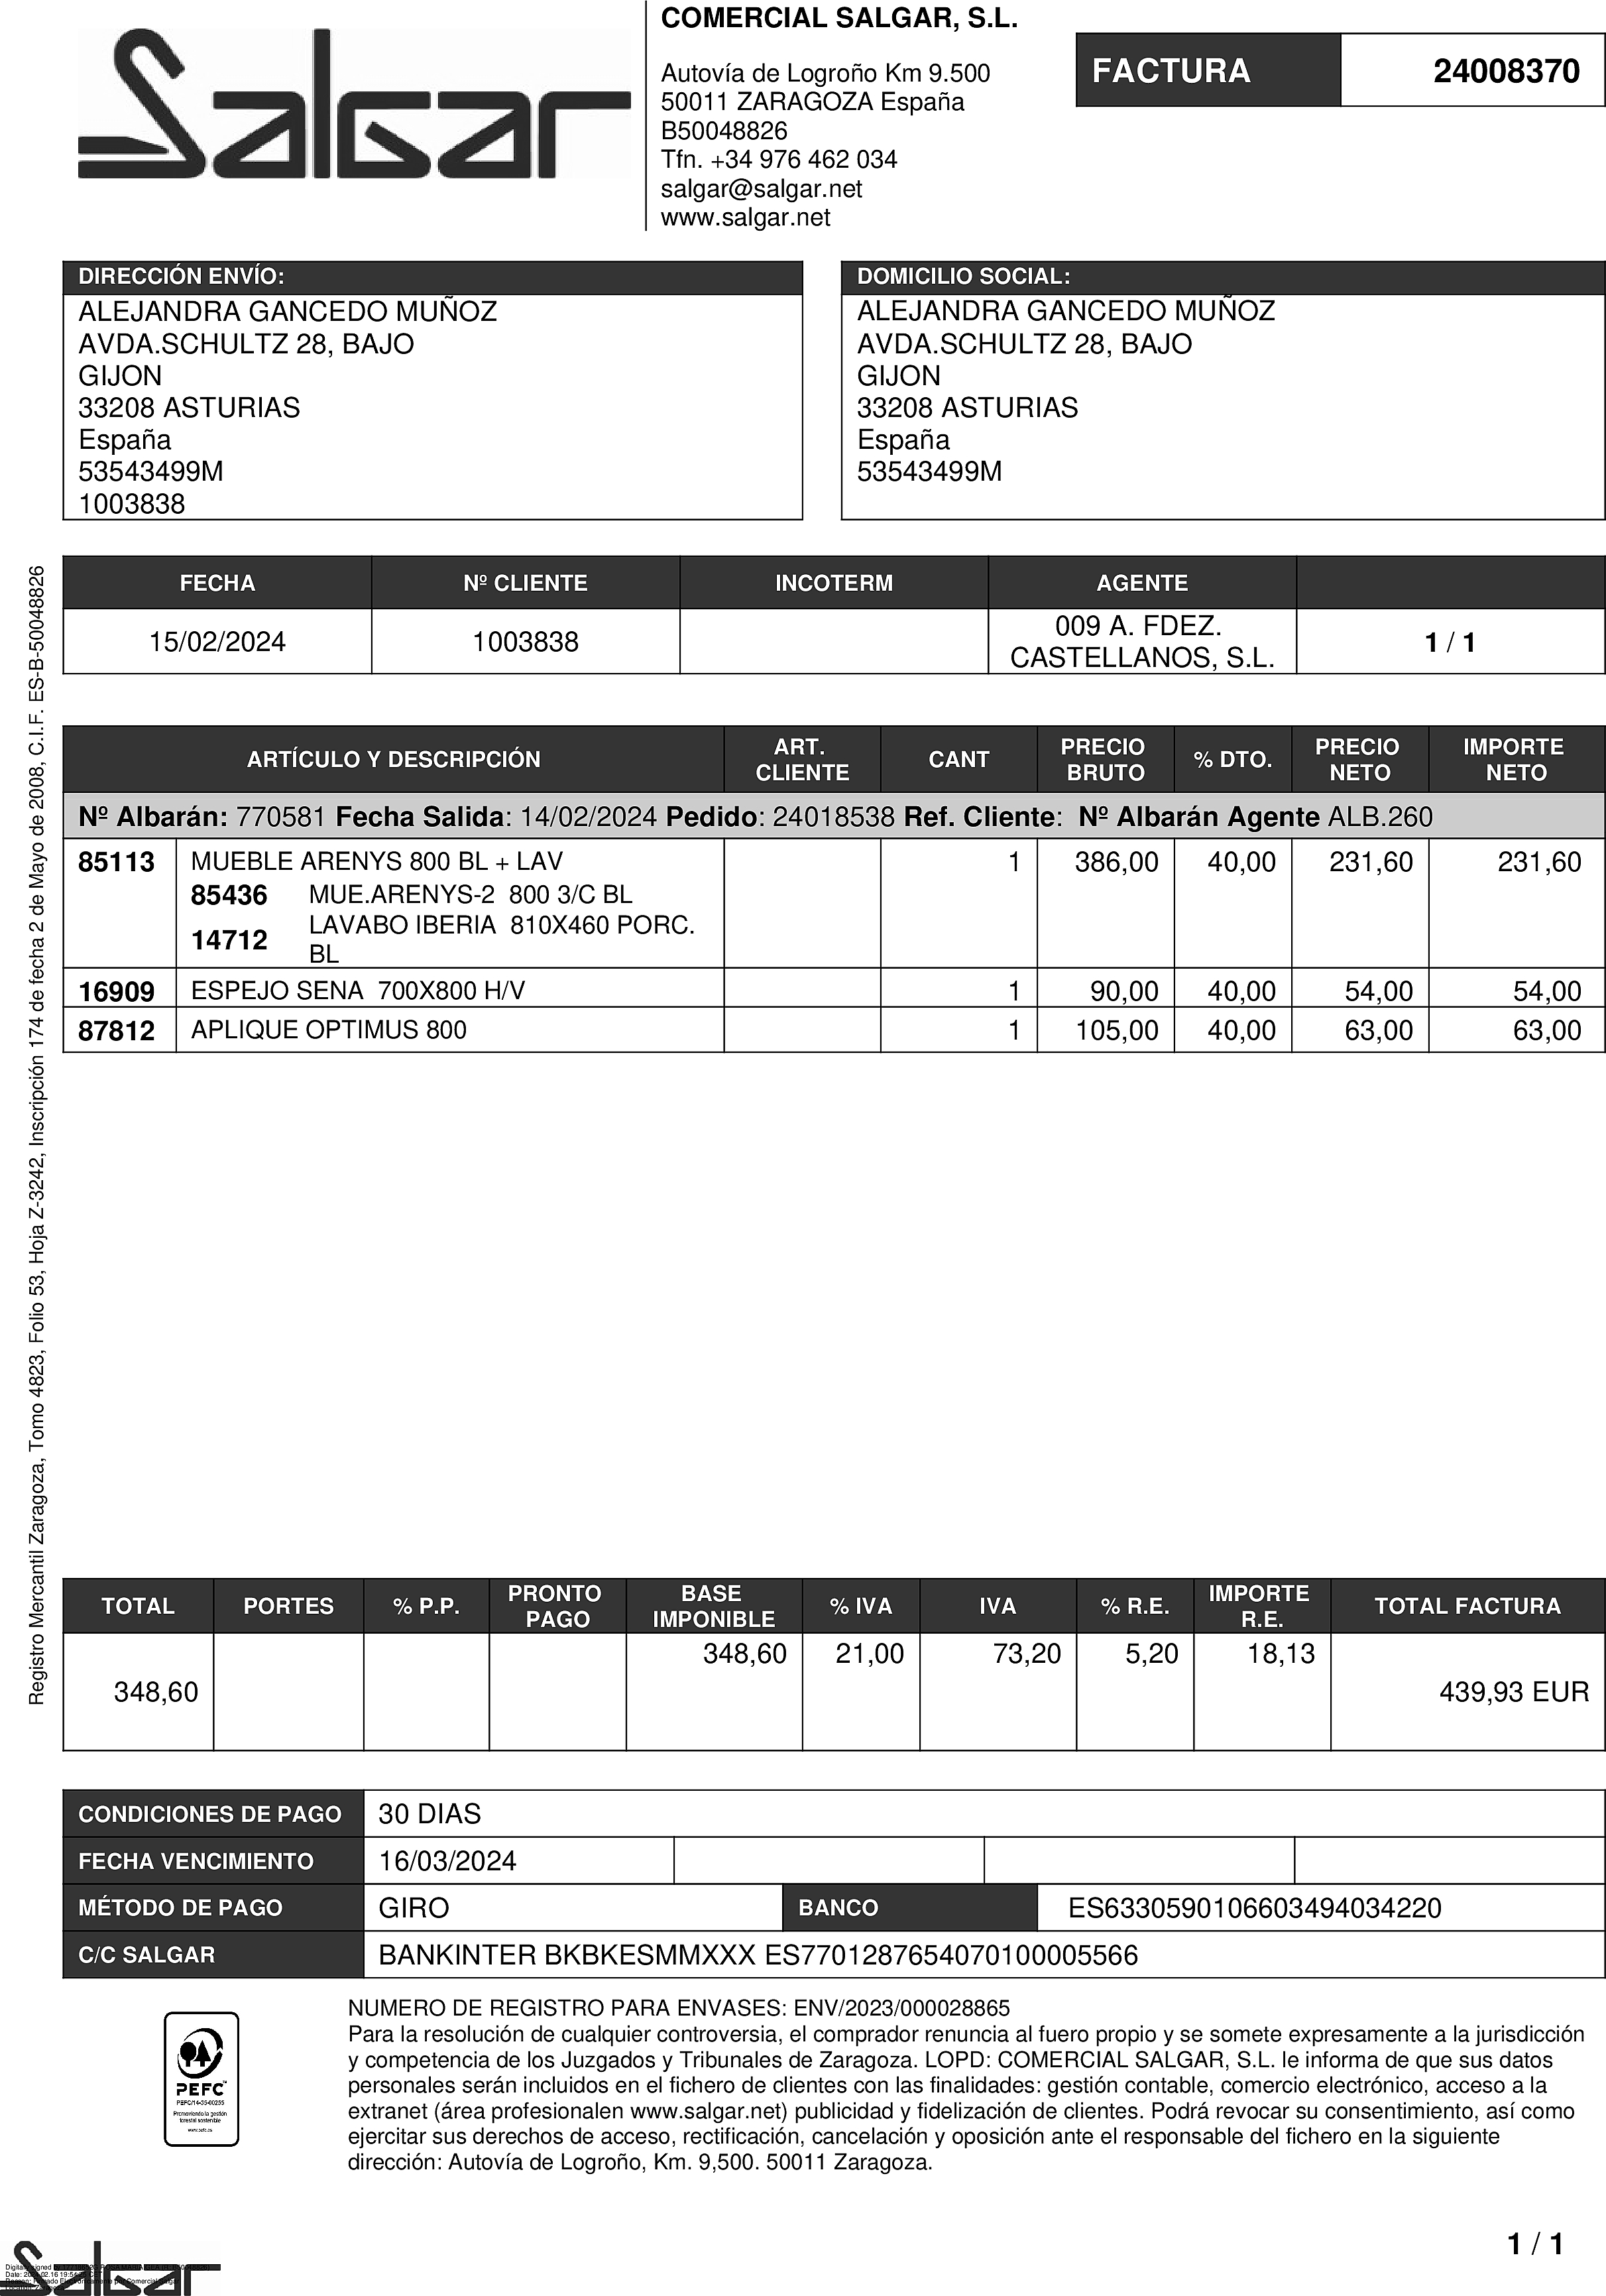 Salgar
COMERCIAL SALGAR, S.L.
Autovía de Logroño Km 9.500
50011 ZARAGOZA España
B50048826
Tfn. +34 976 462 034
salgar@salgar.net
www.salgar.net
FACTURA 24008370
DIRECCIÓN ENVÍO:
ALEJANDRA GANCEDO MUÑOZ
AVDA.SCHULTZ 28, BAJO
GIJON
33208 ASTURIAS
España
53543499M
1003838
DOMICILIO SOCIAL:
ALEJANDRA GANCEDO MUÑOZ
AVDA.SCHULTZ 28, BAJO
GIJON
33208 ASTURIAS
España
53543499M
Registro Mercantil Zaragoza, Tomo 4823, Folio 53, Hoja Z-3242, Inscripción 174 de fecha 2 de Mayo de 2008, C.I.F. ES-B-50048826
FECHA Nº CLIENTE INCOTERM AGENTE
15/02/2024 1003838 009 A. FDEZ. CASTELLANOS, S.L. 1 / 1
ARTÍCULO Y DESCRIPCIÓN ART. CLIENTE CANT PRECIO BRUTO % DTO. PRECIO NETO IMPORTE NETO
Nº Albarán: 770581 Fecha Salida: 14/02/2024 Pedido: 24018538 Ref. Cliente: Nº Albarán Agente ALB.260
85113 MUEBLE ARENYS 800 BL + LAV 1 386,00 40,00 231,60 231,60
85436 MUE.ARENYS-2 800 3/C BL
14712 LAVABO IBERIA 810X460 PORC. BL
16909 ESPEJO SENA 700X800 H/V 1 90,00 40,00 54,00 54,00
87812 APLIQUE OPTIMUS 800 1 105,00 40,00 63,00 63,00
TOTAL PORTES % P.P. PRONTO PAGO BASE IMPONIBLE % IVA IVA % R.E. IMPORTE R.E. TOTAL FACTURA
348,60 348,60 21,00 73,20 5,20 18,13 439,93 EUR
CONDICIONES DE PAGO 30 DIAS
FECHA VENCIMIENTO 16/03/2024
MÉTODO DE PAGO GIRO BANCO ES6330590106603494034220
C/C SALGAR BANKINTER BKBKESMMXXX ES7701287654070100005566
PEFC
PEFC/14-35-00255
Promoviendo la gestión
forestal sostenible
www.pefc.es
NUMERO DE REGISTRO PARA ENVASES: ENV/2023/000028865
Para la resolución de cualquier controversia, el comprador renuncia al fuero propio y se somete expresamente a la jurisdicción
y competencia de los Juzgados y Tribunales de Zaragoza. LOPD: COMERCIAL SALGAR, S.L. le informa de que sus datos
personales serán incluidos en el fichero de clientes con las finalidades: gestión contable, comercio electrónico, acceso a la
extranet (área profesionalen www.salgar.net) publicidad y fidelización de clientes. Podrá revocar su consentimiento, así como
ejercitar sus derechos de acceso, rectificación, cancelación y oposición ante el responsable del fichero en la siguiente
dirección: Autovía de Logroño, Km. 9,500. 50011 Zaragoza.
1 / 1
Salgar